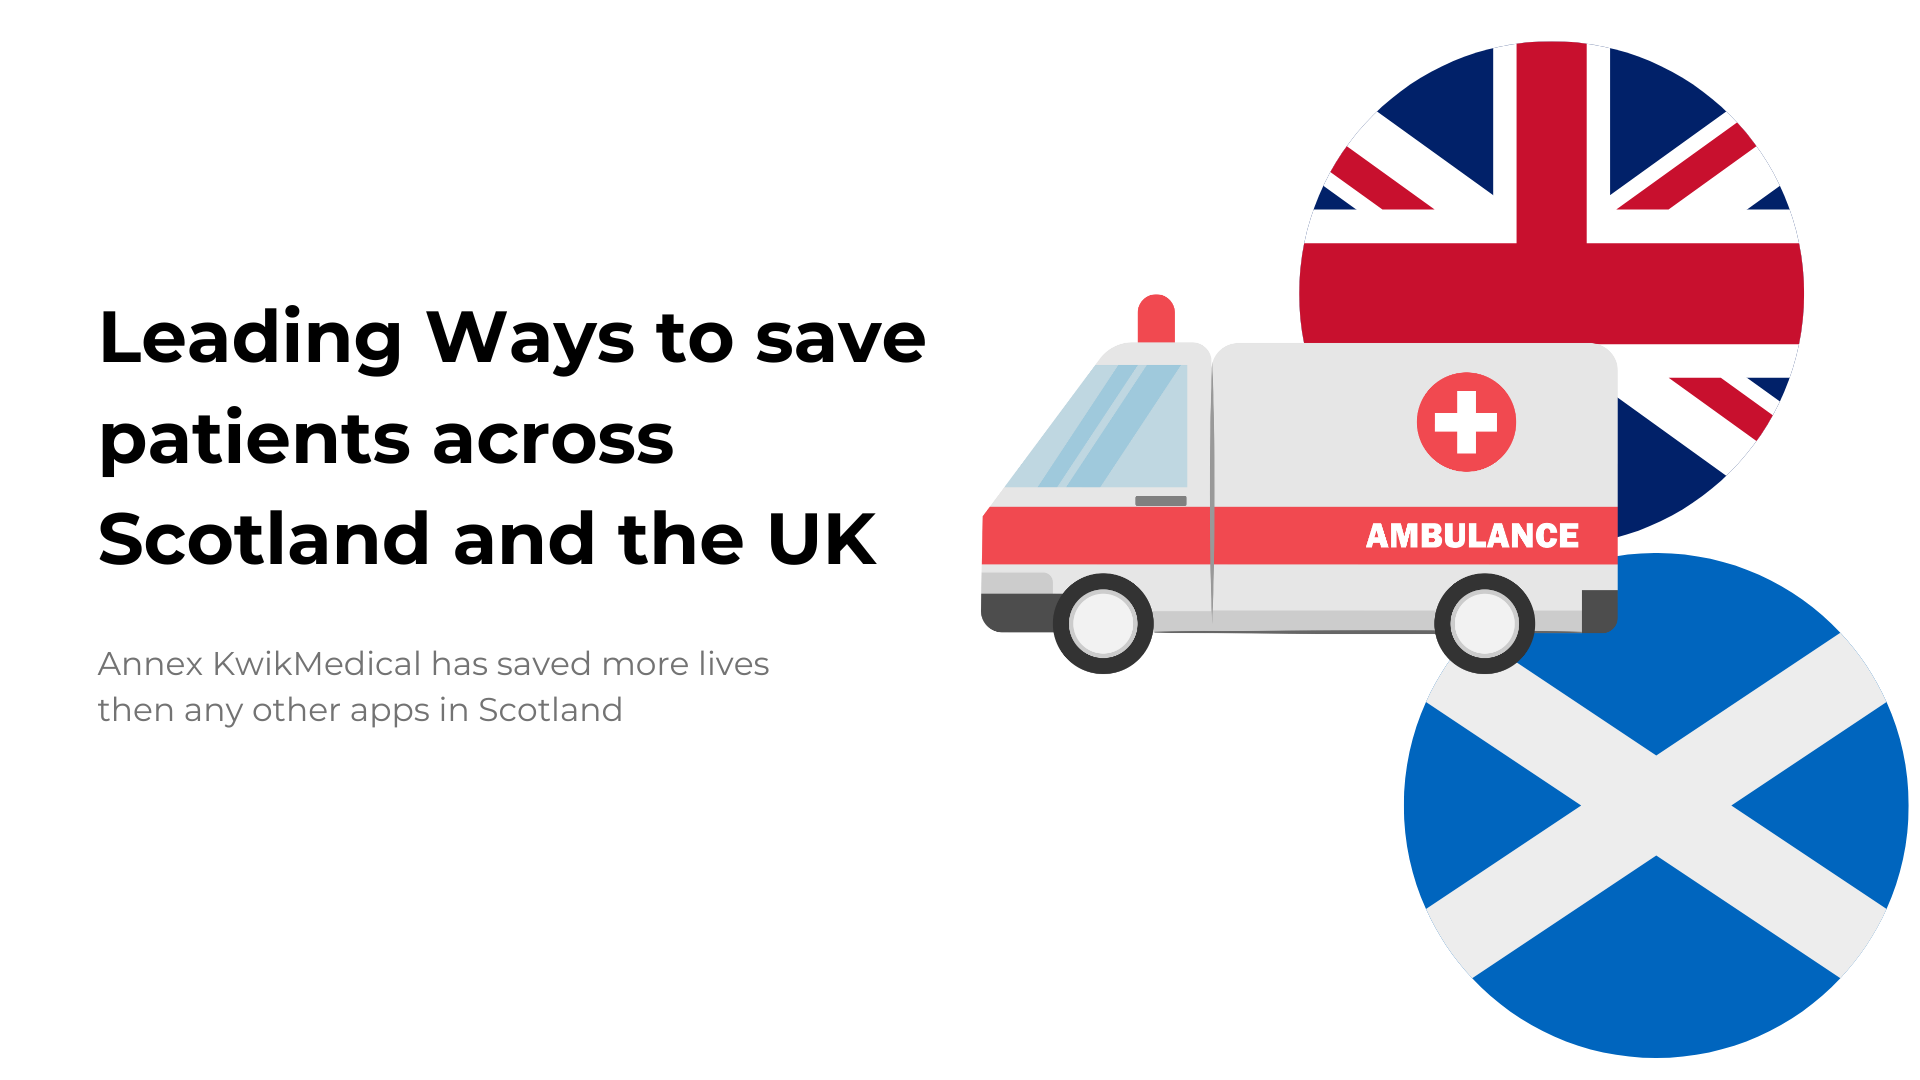 Leading Ways to save
patients across
Scotland and the UK
Annex KwikMedical has saved more lives
then any other apps in Scotland
AMBULANCE